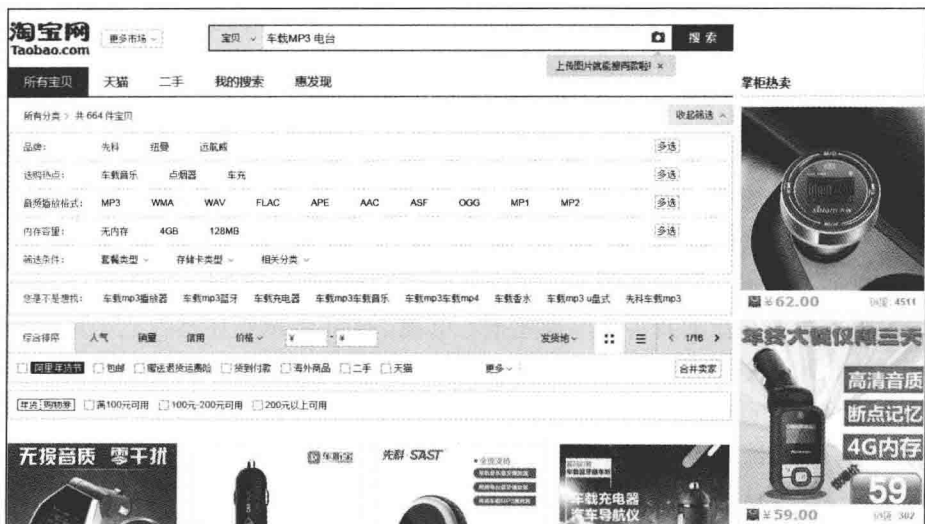 淘宝网
Taobao.com
更多市场
宝贝 车载MP3 电台
搜索
上传图片就能搜同款啦! ×
所有宝贝 天猫 二手 我的搜索 惠发现
掌柜热卖
所有分类 > 共 664 件宝贝 收起筛选
品牌: 先科 纽曼 远航威 多选
选购热点: 车载音乐 点烟器 车充 多选
音频播放格式: MP3 WMA WAV FLAC APE AAC ASF OGG MP1 MP2 多选
内存容量: 无内存 4GB 128MB 多选
筛选条件: 套餐类型 存储卡类型 相关分类
您是不是想找: 车载mp3播放器 车载mp3蓝牙 车载充电器 车载mp3车载音乐 车载mp3车载mp4 车载香水 车载mp3 u盘式 先科车载mp3
¥62.00 销量: 4511
综合排序 人气 销量 信用 价格 ¥ - ¥ 发货地 < 1/16 >
阿里年货节 包邮 赠送退货运费险 货到付款 海外商品 二手 天猫 更多 合并卖家
年货 购物券 满100元可用 100元-200元可用 200元以上可用
年终大促仅限三天
高清音质
断点记忆
4G内存
59
¥59.00 销量: 302
无损音质 零干扰
先科 SAST
车载充电器
汽车导航仪